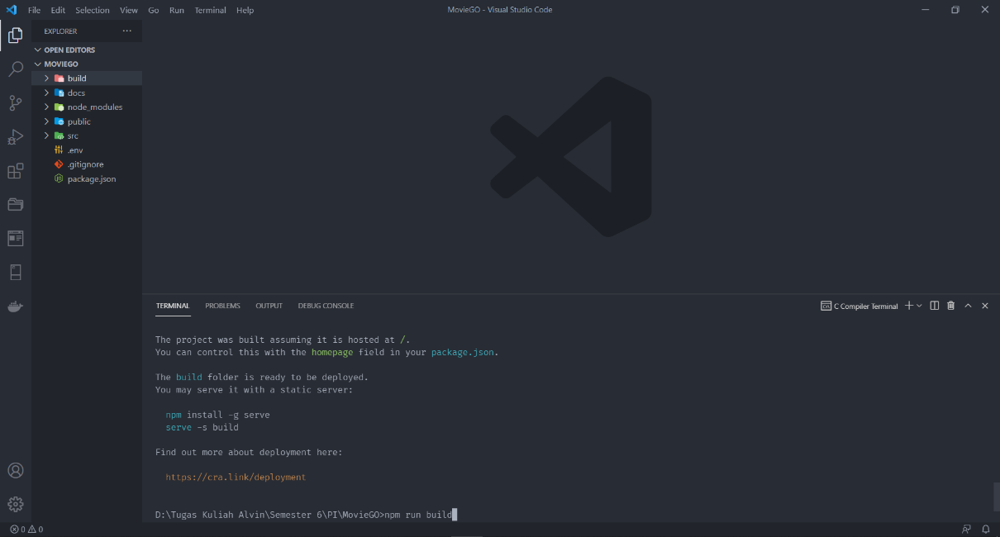 File Edit Selection View Go Run Terminal Help
MovieGO - Visual Studio Code
EXPLORER
OPEN EDITORS
MOVIEGO
build
docs
node_modules
public
src
.env
.gitignore
package.json
TERMINAL PROBLEMS OUTPUT DEBUG CONSOLE
C Compiler Terminal
The project was built assuming it is hosted at /.
You can control this with the homepage field in your package.json.
The build folder is ready to be deployed.
You may serve it with a static server:
npm install -g serve
serve -s build
Find out more about deployment here:
https://cra.link/deployment
D:\Tugas Kuliah Alvin\Semester 6\PI\MovieGO>npm run build
0 0